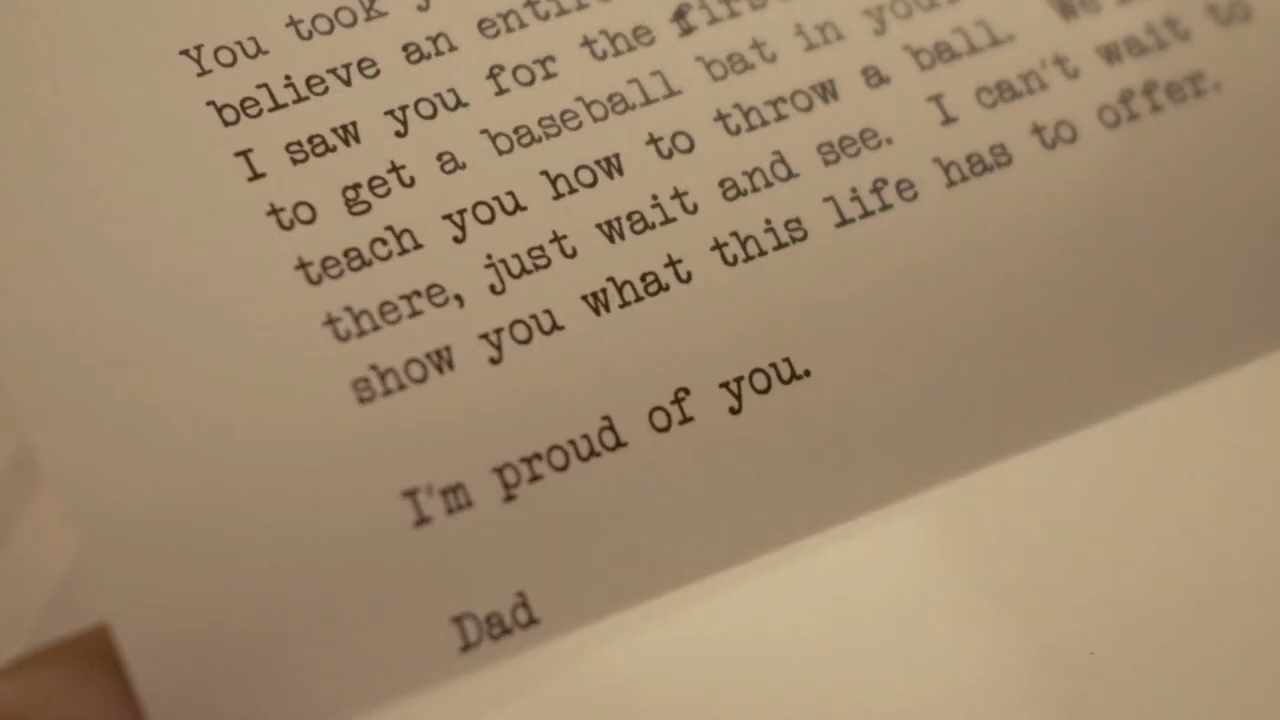 You took
believe an
I saw you for the first
to get a baseball bat in
teach you how to throw a ball.
there, just wait and see. I can't wait to
show you what this life has to offer.
I'm proud of you.
Dad